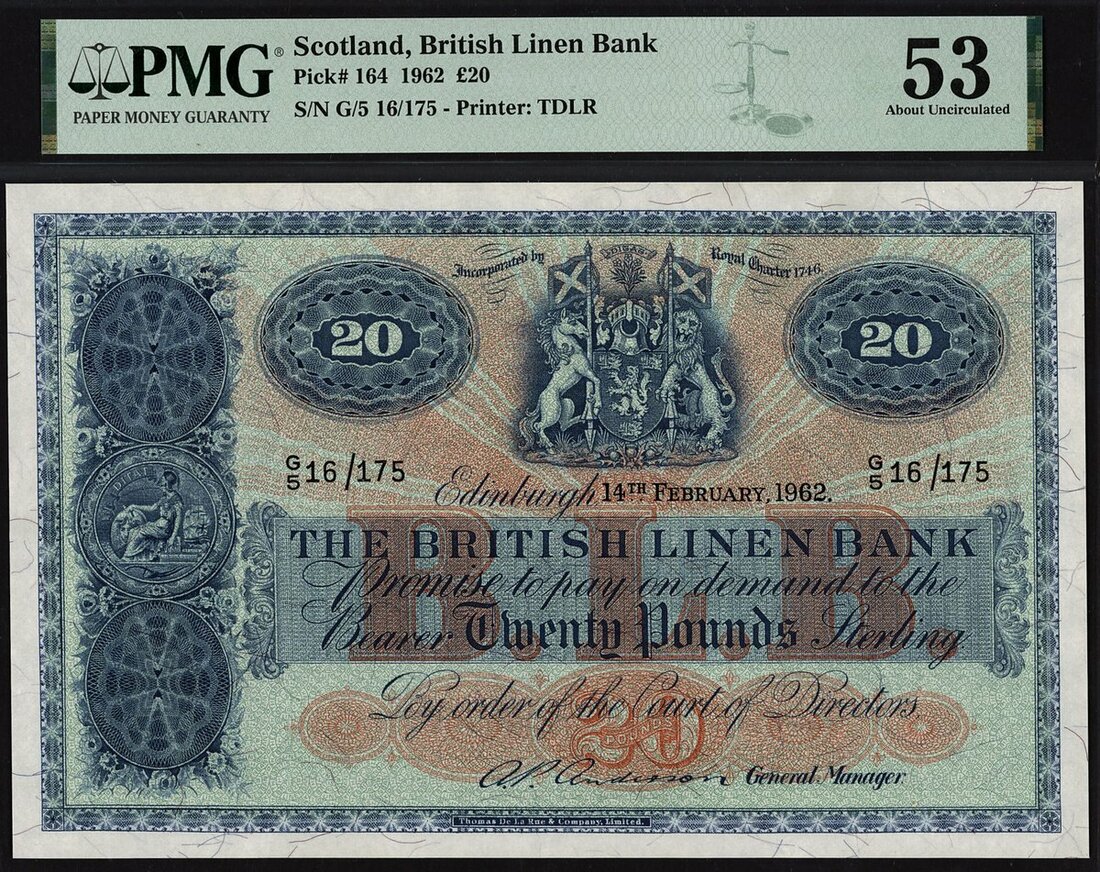 PMG®
PAPER MONEY GUARANTY
Scotland, British Linen Bank
Pick# 164 1962 £20
S/N G/5 16/175 - Printer: TDLR
53
About Uncirculated
Incorporated by Royal Charter 1746.
20 20
G/5 16/175 G/5 16/175
Edinburgh 14TH FEBRUARY, 1962.
B.L.B.
THE BRITISH LINEN BANK
Promise to pay on demand to the
Bearer Twenty Pounds Sterling
By order of the Court of Directors
20
POUNDS
A.P. Anderson General Manager
Thomas De La Rue & Company, Limited.